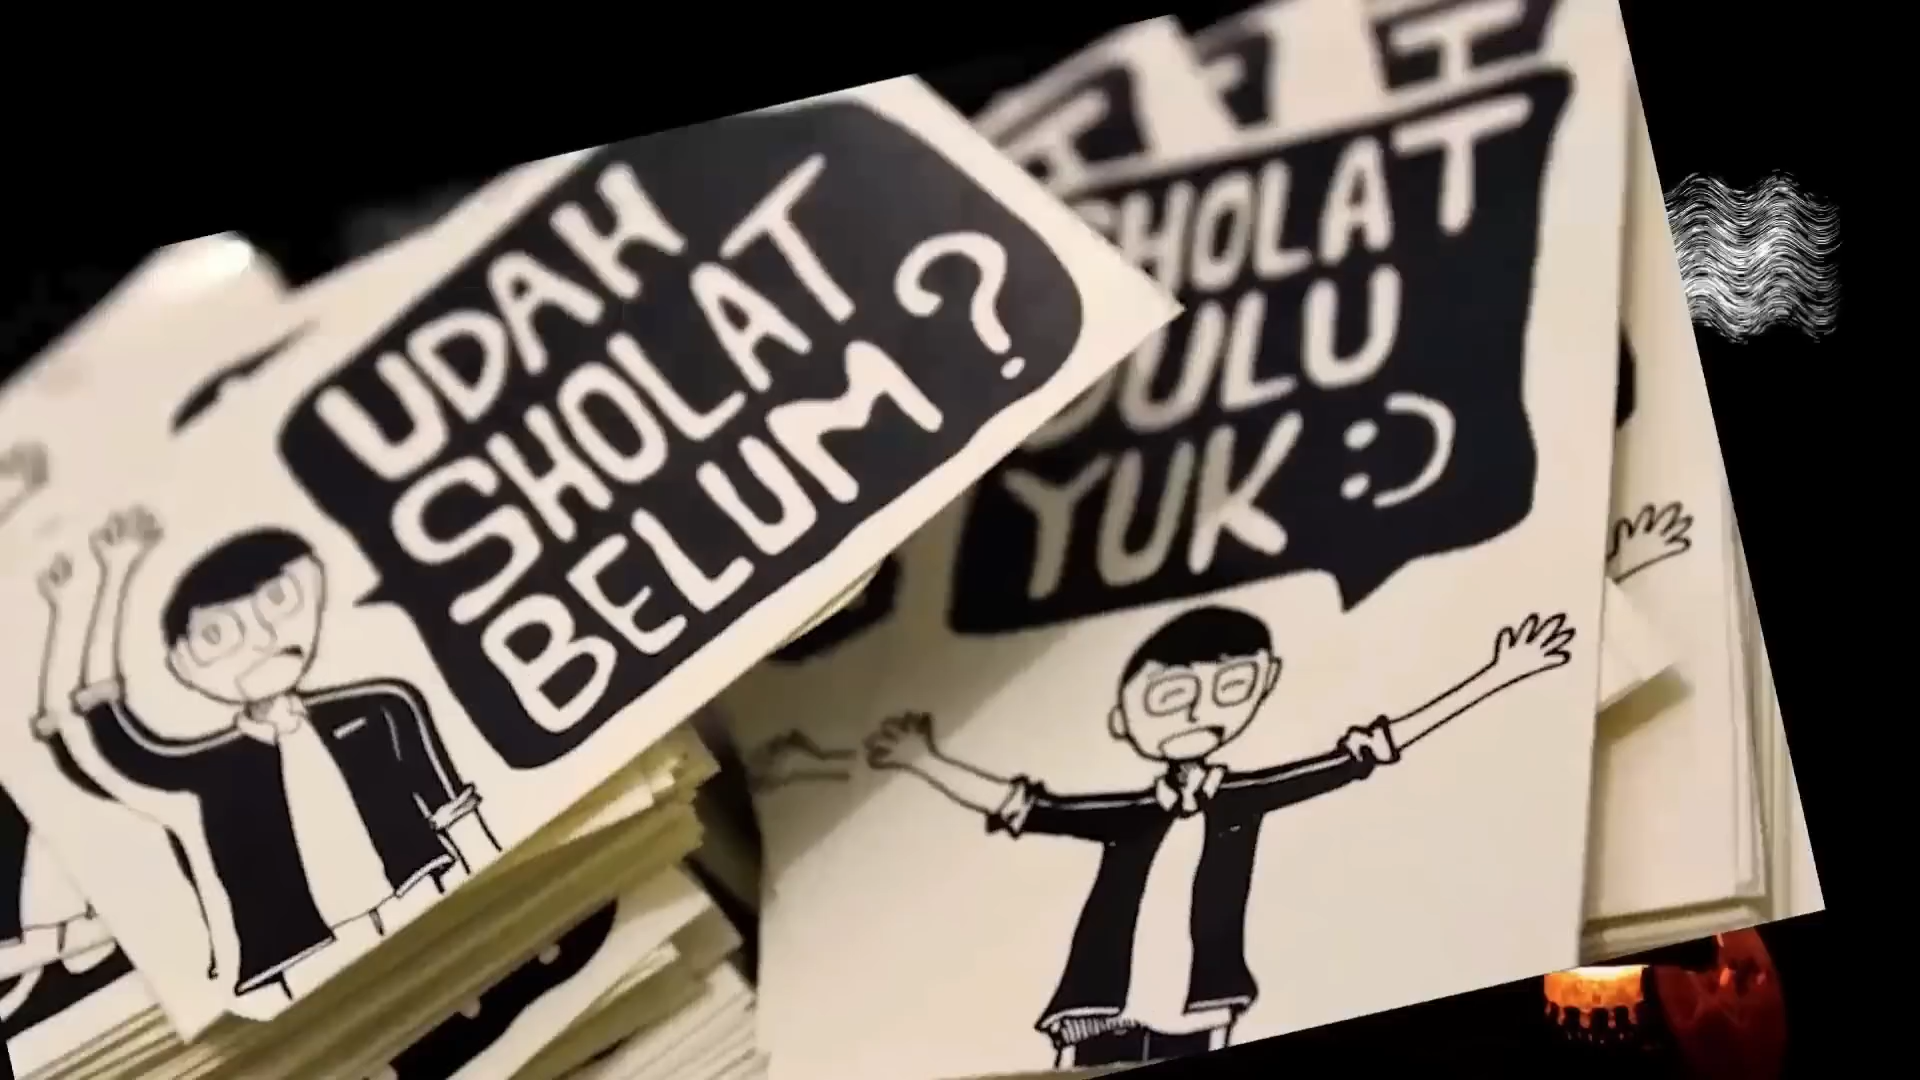 UDAH
SHOLAT
BELUM ?
SHOLAT
DULU
YUK :)